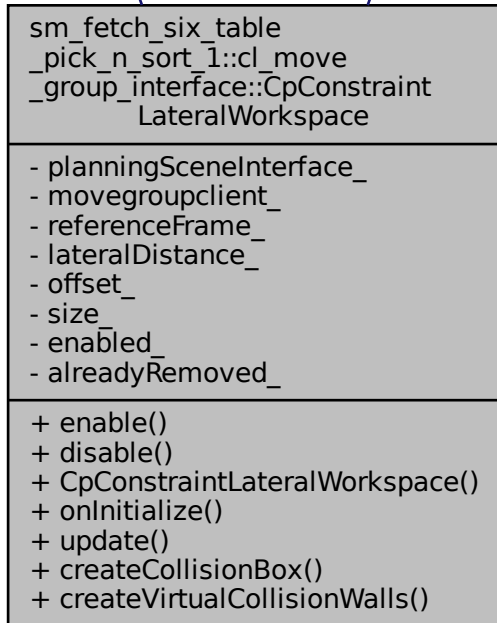 sm_fetch_six_table
_pick_n_sort_1::cl_move
_group_interface::CpConstraint
LateralWorkspace
- planningSceneInterface_
- movegroupclient_
- referenceFrame_
- lateralDistance_
- offset_
- size_
- enabled_
- alreadyRemoved_
+ enable()
+ disable()
+ CpConstraintLateralWorkspace()
+ onInitialize()
+ update()
+ createCollisionBox()
+ createVirtualCollisionWalls()